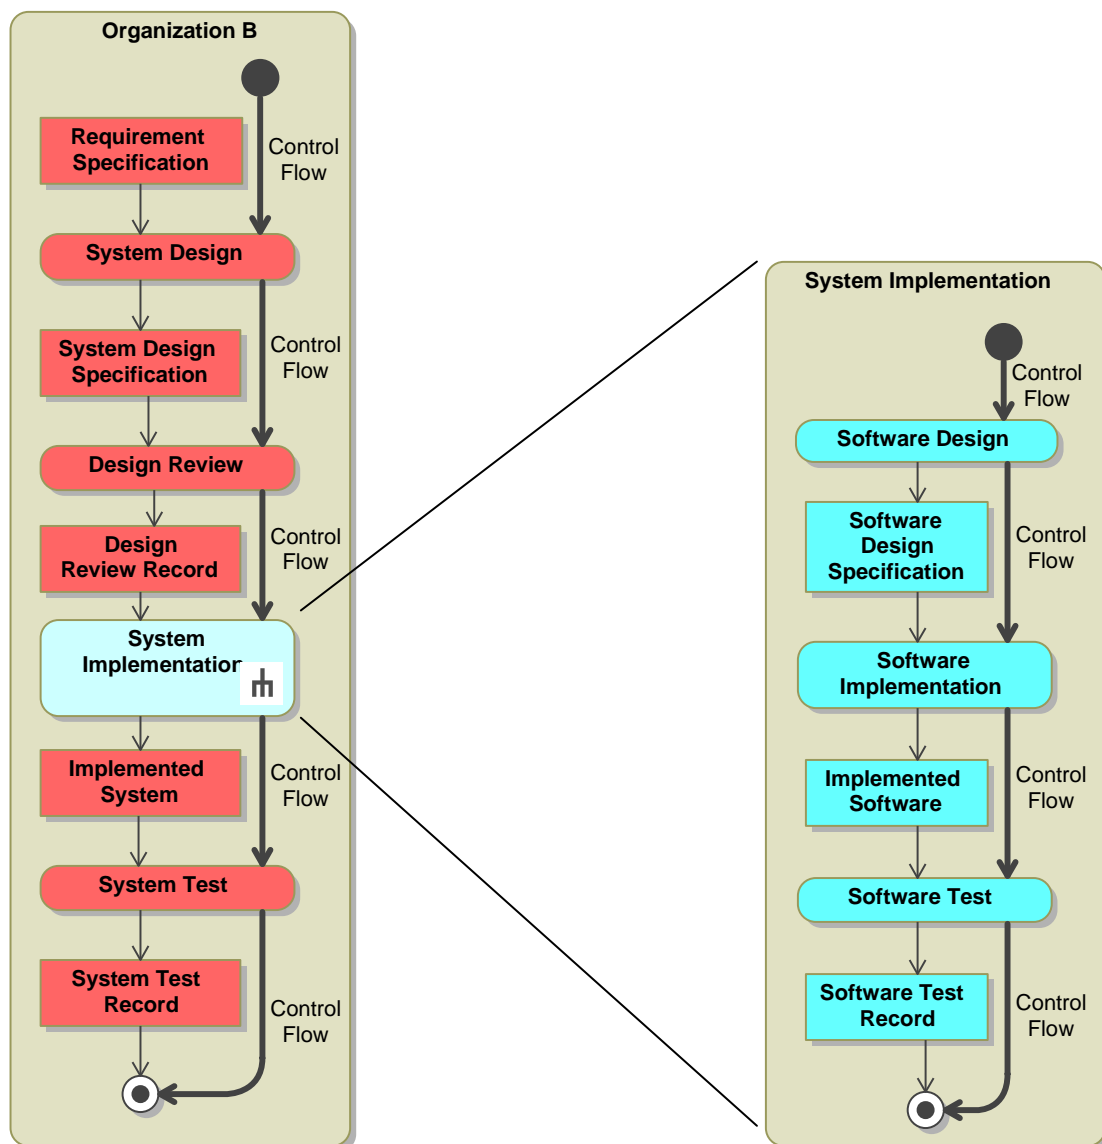 Organization B
Requirement
Specification
Control
Flow
System Design
System Design
Specification
Control
Flow
Design Review
Design
Review Record
Control
Flow
System
Implementation
Implemented
System
Control
Flow
System Test
System Test
Record
Control
Flow
System Implementation
Control
Flow
Software Design
Software
Design
Specification
Control
Flow
Software
Implementation
Implemented
Software
Control
Flow
Software Test
Software Test
Record
Control
Flow